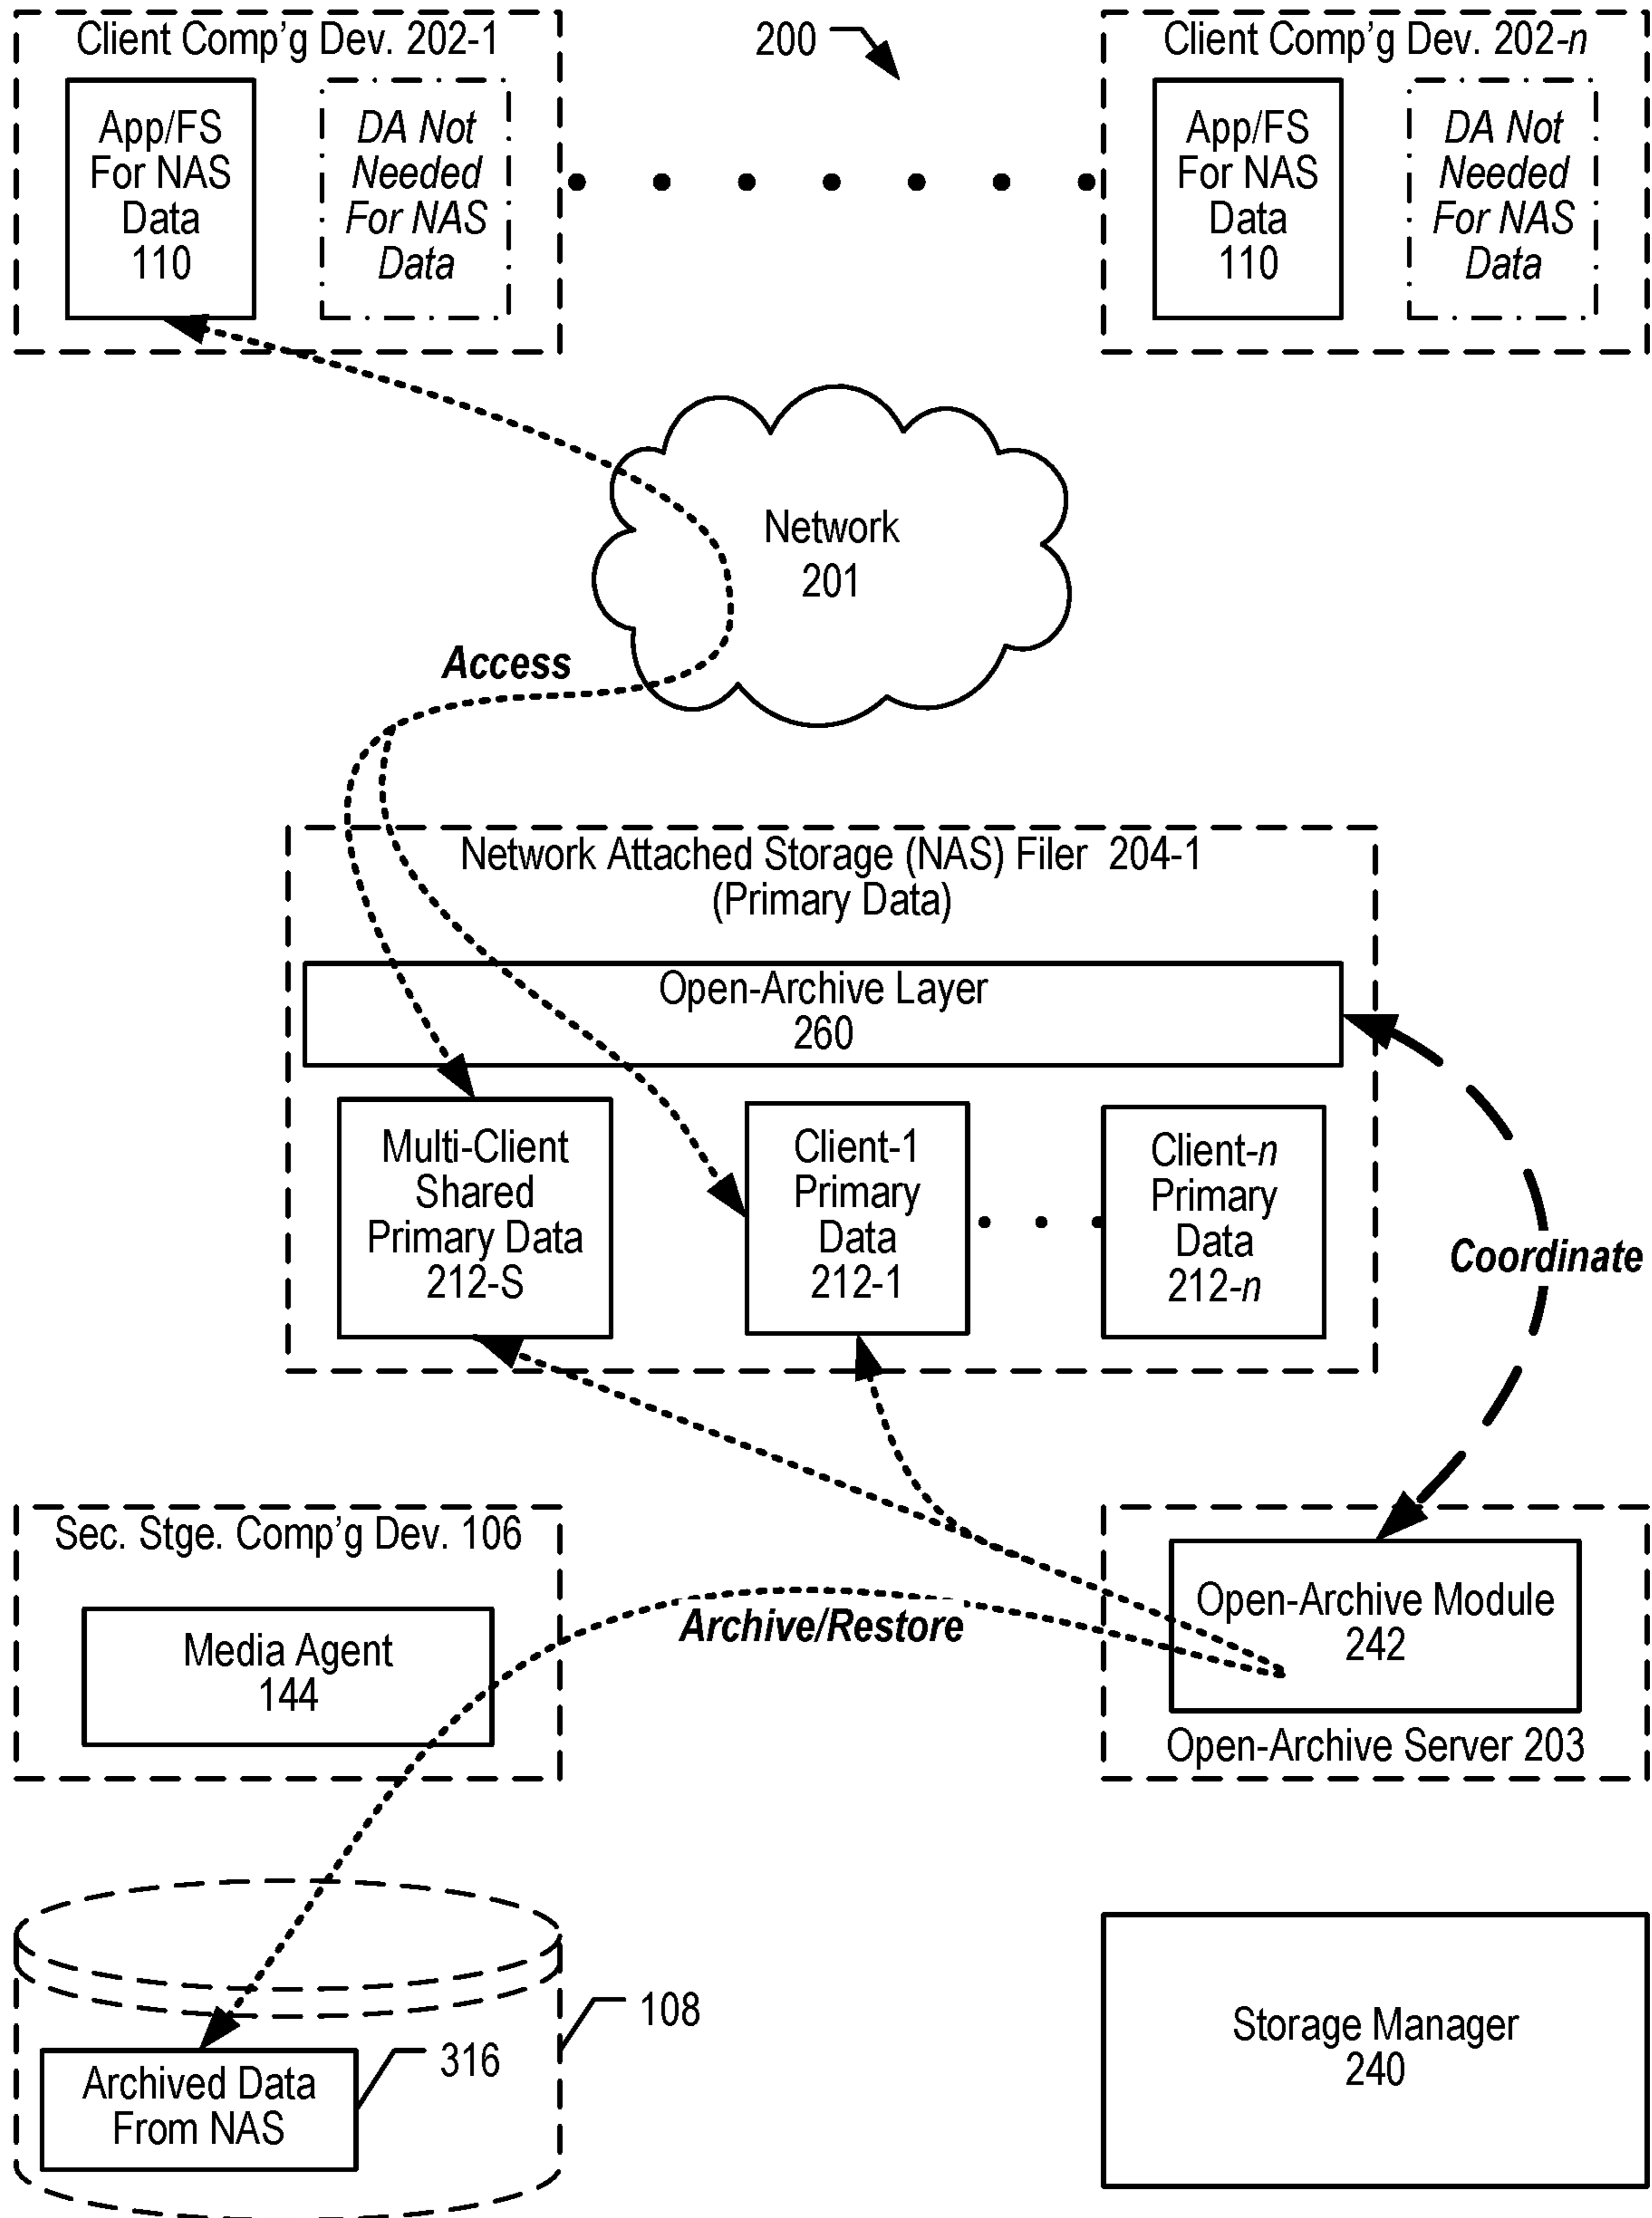 Client Comp'g Dev. 202-1
App/FS
For NAS
Data
110
DA Not
Needed
For NAS
Data
200
Client Comp'g Dev. 202-n
App/FS
For NAS
Data
110
DA Not
Needed
For NAS
Data
Network
201
Access
Network Attached Storage (NAS) Filer 204-1
(Primary Data)
Open-Archive Layer
260
Multi-Client
Shared
Primary Data
212-S
Client-1
Primary
Data
212-1
Client-n
Primary
Data
212-n
Coordinate
Sec. Stge. Comp'g Dev. 106
Media Agent
144
Archive/Restore
Open-Archive Module
242
Open-Archive Server 203
108
316
Archived Data
From NAS
Storage Manager
240